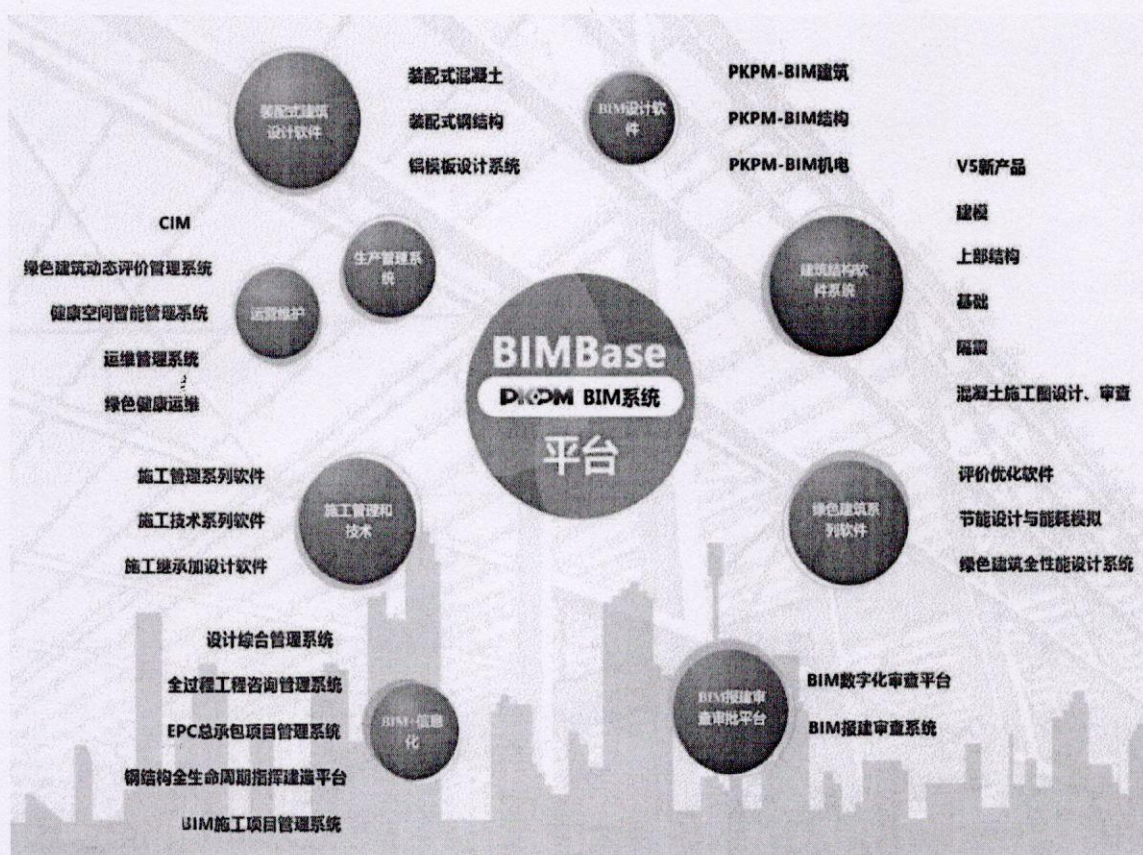 装配式建筑
设计软件
装配式混凝土
装配式钢结构
铝模板设计系统
BIM设计软
件
PKPM-BIM建筑
PKPM-BIM结构
PKPM-BIM机电
生产管理系
统
CIM
绿色建筑动态评价管理系统
健康空间智能管理系统
运维管理系统
绿色健康运维
运营维护
BIMBase
PKPM BIM系统
平台
建筑结构软
件系统
V5新产品
建模
上部结构
基础
隔震
混凝土施工图设计、审查
施工管理系列软件
施工技术系列软件
施工继承加设计软件
施工管理和
技术
绿色建筑系
列软件
评价优化软件
节能设计与能耗模拟
绿色建筑全性能设计系统
设计综合管理系统
全过程工程咨询管理系统
EPC总承包项目管理系统
钢结构全生命周期指挥建造平台
BIM施工项目管理系统
BIM+信息
化
BIM报建审
查审批平台
BIM数字化审查平台
BIM报建审查系统